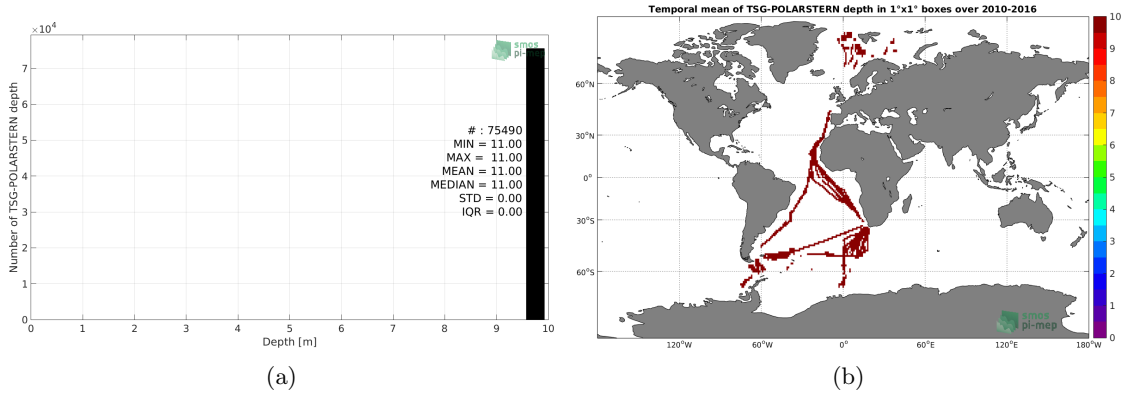 ×10⁴
7
6
5
4
3
2
1
0
Number of TSG-POLARSTERN depth
smos
pi-mep
# : 75490
MIN = 11.00
MAX = 11.00
MEAN = 11.00
MEDIAN = 11.00
STD = 0.00
IQR = 0.00
0 1 2 3 4 5 6 7 8 9 10
Depth [m]
(a)
Temporal mean of TSG-POLARSTERN depth in 1°x1° boxes over 2010-2016
60°N
30°N
0°
30°S
60°S
120°W 60°W 0° 60°E 120°E 180°W
smos
pi-mep
10
9
8
7
6
5
4
3
2
1
0
(b)